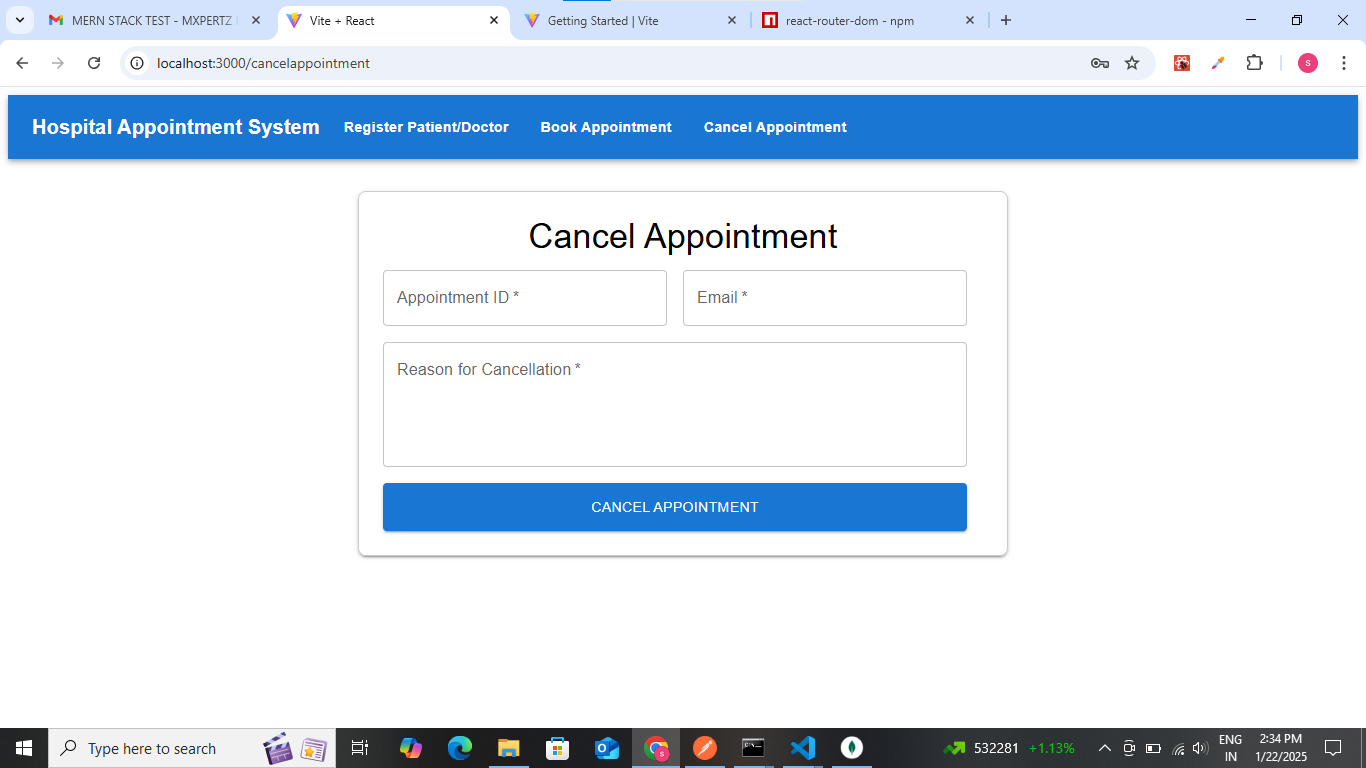 MERN STACK TEST - MXPERTZ
Vite + React
Getting Started | Vite
react-router-dom - npm
localhost:3000/cancelappointment
s
Hospital Appointment System
Register Patient/Doctor
Book Appointment
Cancel Appointment
Cancel Appointment
Appointment ID *
Email *
Reason for Cancellation *
CANCEL APPOINTMENT
Type here to search
532281 +1.13%
ENG
IN
2:34 PM
1/22/2025